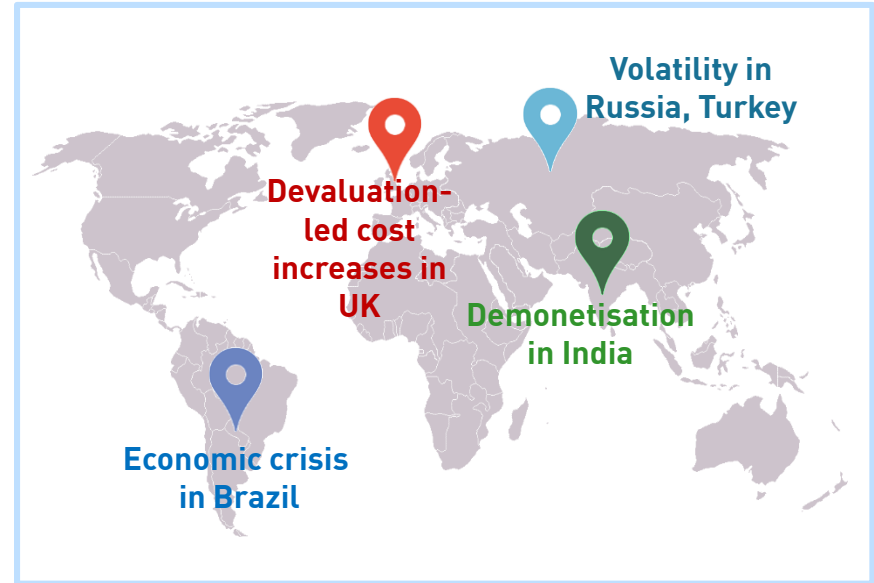 Volatility in
Russia, Turkey
Devaluation-
led cost
increases in
UK
Demonetisation
in India
Economic crisis
in Brazil